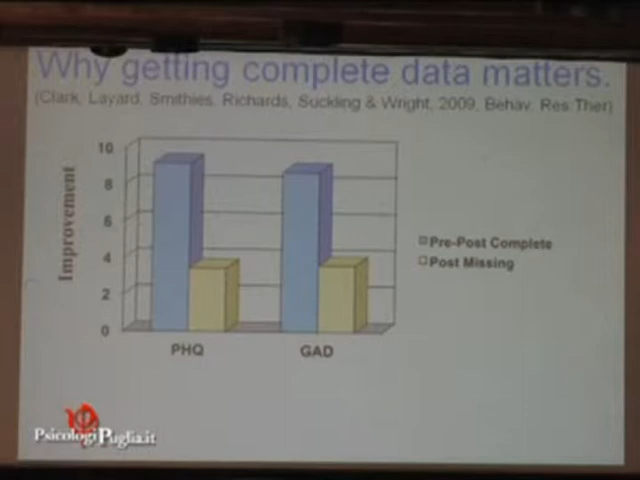 Why getting complete data matters.
(Clark, Layard, Smithies, Richards, Suckling & Wright, 2009, Behav. Res Ther)
10
8
6
4
2
0
Improvement
PHQ
GAD
Pre-Post Complete
Post Missing
PsicologiPuglia.it